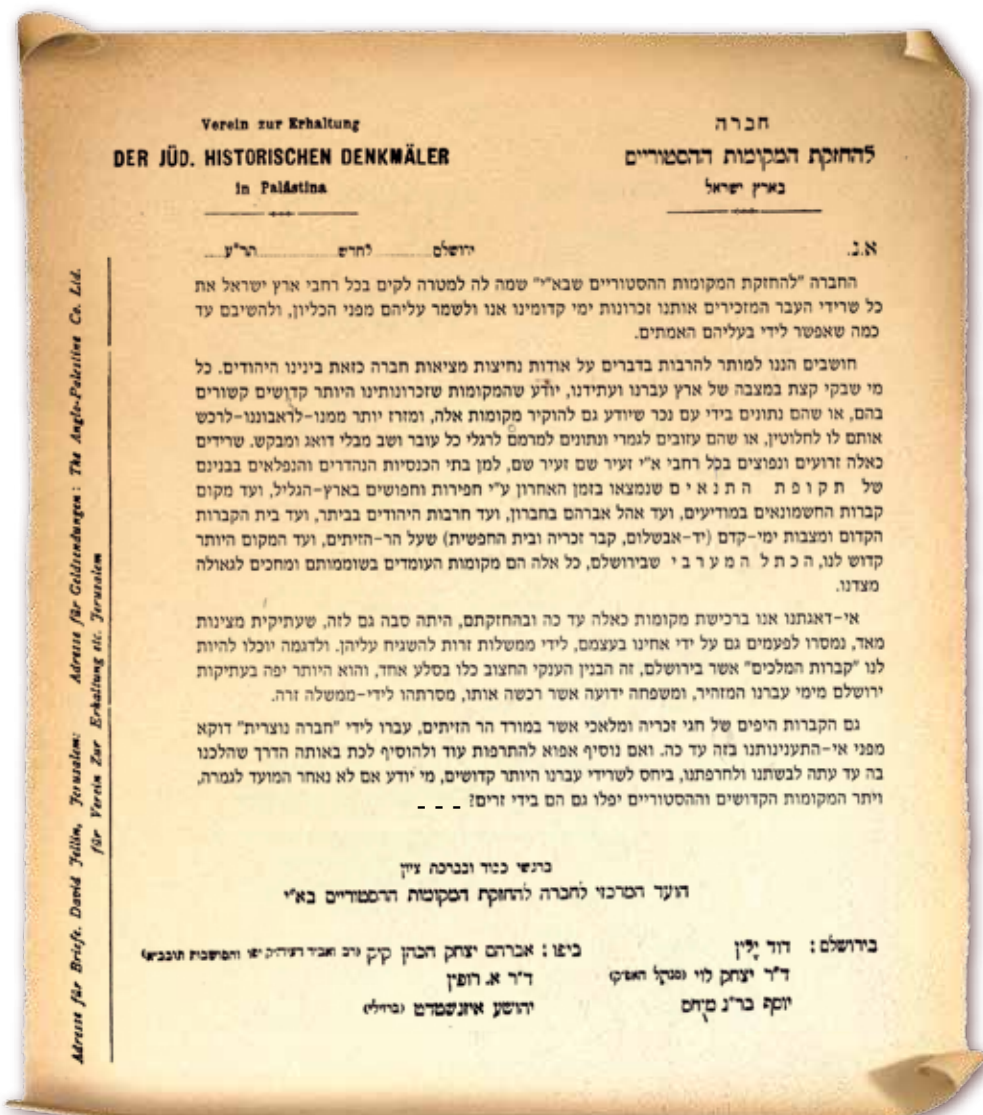 Verein zur Erhaltung
DER JÜD. HISTORISCHEN DENKMÄLER
in Palästina
חברה
להחזקת המקומות ההסטוריים
בארץ ישראל
א.נ.
ירושלם לחדש תר"ע
החברה "להחזקת המקומות ההסטוריים שבא"י" שמה לה למטרה לקים בכל רחבי ארץ ישראל את
כל שרידי העבר המזכירים אותנו זכרונות ימי קדומינו אנו ולשמר עליהם מפני הכליון, ולהשיבם עד
כמה שאפשר לידי בעליהם האמתים.
חושבים הננו למותר להרבות בדברים על אודות נחיצות מציאות חברה כזאת בינינו היהודים. כל
מי שבקי קצת במצבה של ארץ עברנו ועתידנו, יודע שהמקומות שזכרונותינו היותר קדושים קשורים
בהם, או שהם נתונים בידי עם נכר שיודע גם להוקיר מקומות אלה, ומזרז יותר ממנו-לראבוננו-לרכש
אותם לו לחלוטין, או שהם עזובים לגמרי ונתונים למרמס לרגלי כל עובר ושב מבלי דואג ומבקש. שרידים
כאלה זרועים ונפוצים בכל רחבי א"י זעיר שם זעיר שם, למן בתי הכנסיות הנהדרים והנפלאים בבנינם
של תקופת התנאים שנמצאו בזמן האחרון ע"י חפירות וחפושים בארץ-הגליל, ועד מקום
קברות החשמונאים במודיעים, ועד אהל אברהם בחברון, ועד חרבות היהודים בביתר, ועד בית הקברות
הקדום ומצבות ימי-קדם (יד-אבשלום, קבר זכריה ובית החפשית) שעל הר-הזיתים, ועד המקום היותר
קדוש לנו, הכתל המערבי שבירושלם, כל אלה הם מקומות העומדים בשוממותם ומחכים לגאולה
מצדנו.
אי-דאגתנו אנו ברכישת מקומות כאלה עד כה ובהחזקתם, היתה סבה גם לזה, שעתיקית מצינות
מאד, נמסרו לפעמים גם על ידי אחינו בעצמם, לידי ממשלות זרות להשגיח עליהן. ולדגמה יוכלו להיות
לנו "קברות המלכים" אשר בירושלם, זה הבנין הענקי החצוב כלו בסלע אחד, והוא היותר יפה בעתיקות
ירושלם מימי עברנו המזהיר, ומשפחה ידועה אשר רכשה אותו, מסרתהו לידי-ממשלה זרה.
גם הקברות היפים של חגי זכריה ומלאכי אשר במורד הר הזיתים, עברו לידי "חברה נוצרית" דוקא
מפני אי-התענינותנו בזה עד כה. ואם נוסיף אפוא להתרפות עוד ולהוסיף לכת באותה הדרך שהלכנו
בה עד עתה לבשתנו ולחרפתנו, ביחס לשרידי עברנו היותר קדושים, מי יודע אם לא נאחר המועד לגמרה,
ויתר המקומות הקדושים וההסטוריים יפלו גם הם בידי זרים? - - -
ברגשי כבוד ובברכת ציון
הועד המרכזי לחברה להחזקת המקומות ההסטוריים בא"י
בירושלם: דוד ילין
ד"ר יצחק לוי (מנהל האפ"ק)
יוסף בר"נ מיחס
ביפו: אברהם יצחק הכהן קוק
ד"ר א. רופין
יהושע איזנשטדט (ברזילי)
Adresse für Briefe. David Jellin, Jerusalem: Adresse für Geldsendungen: The Anglo-Palestine Co. Ltd.
für Verein Zur Erhaltung etc. Jerusalem